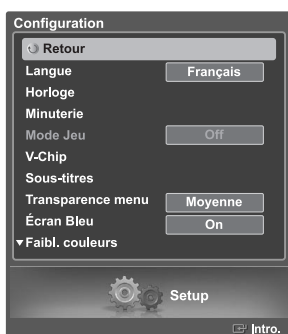 Configuration
Retour
Langue Français
Horloge
Minuterie
Mode Jeu Off
V-Chip
Sous-titres
Transparence menu Moyenne
Écran Bleu On
▼Faibl. couleurs
Setup
Intro.